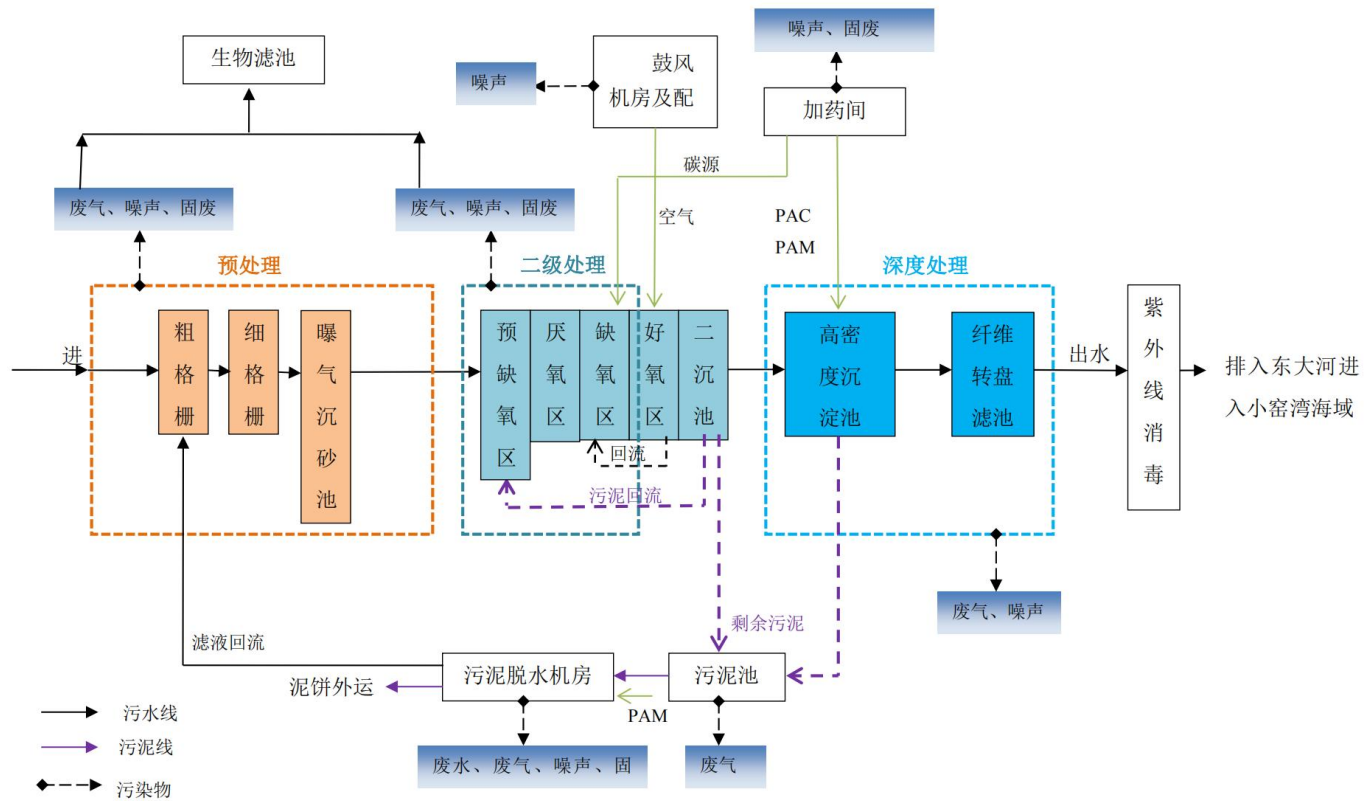 噪声、固废
生物滤池
鼓风
机房及配
噪声
加药间
碳源
废气、噪声、固废
废气、噪声、固废
空气
PAC
PAM
预处理
二级处理
深度处理
进
粗格栅
细格栅
曝气沉砂池
预缺氧区
厌氧区
缺氧区
好氧区
二沉池
高密
度沉
淀池
纤维
转盘
滤池
出水
紫外线消毒
排入东大河进
入小窑湾海域
回流
污泥回流
剩余污泥
废气、噪声
滤液回流
污泥脱水机房
污泥池
泥饼外运
PAM
污水线
污泥线
污染物
废水、废气、噪声、固
废气